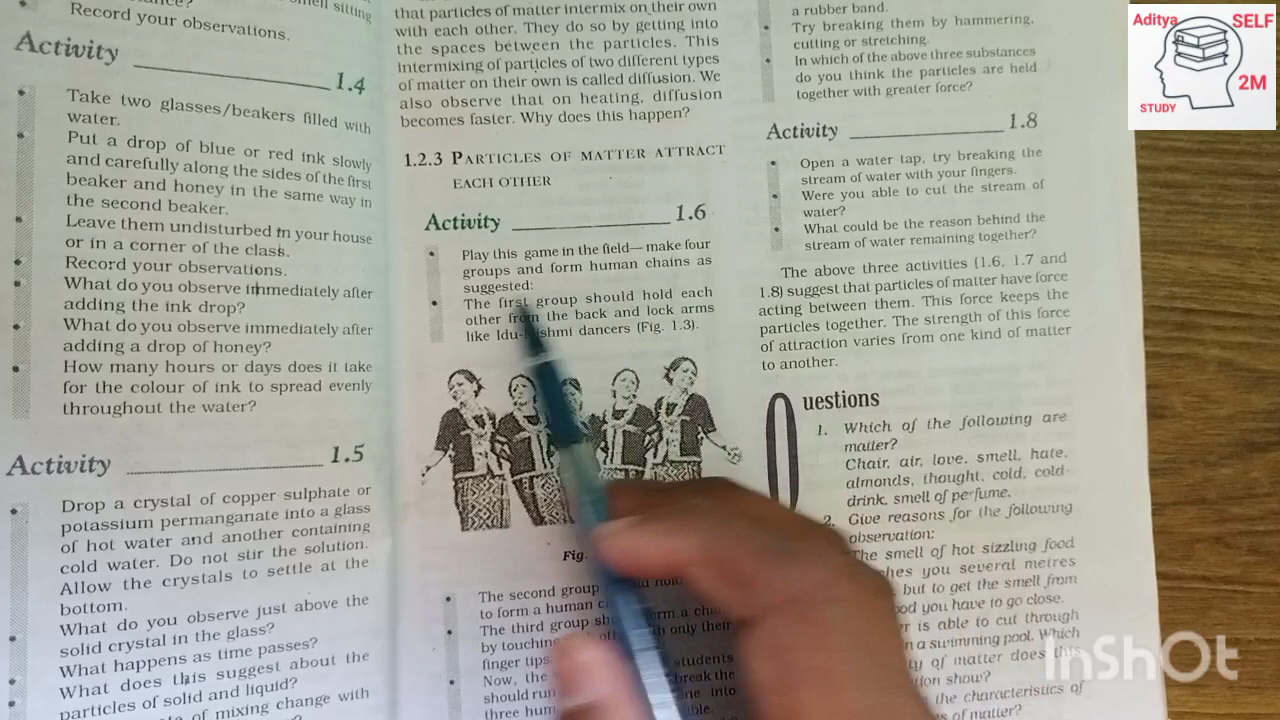 sitting
Record your observations.
Activity 1.4
Take two glasses/beakers filled with
water.
Put a drop of blue or red ink slowly
and carefully along the sides of the first
beaker and honey in the same way in
the second beaker.
Leave them undisturbed in your house
or in a corner of the class.
Record your observations.
What do you observe immediately after
adding the ink drop?
What do you observe immediately after
adding a drop of honey?
How many hours or days does it take
for the colour of ink to spread evenly
throughout the water?
Activity 1.5
Drop a crystal of copper sulphate or
potassium permanganate into a glass
of hot water and another containing
cold water. Do not stir the solution.
Allow the crystals to settle at the
bottom.
What do you observe just above the
solid crystal in the glass?
What happens as time passes?
What does this suggest about the
particles of solid and liquid?
of mixing change with
that particles of matter intermix on their own
with each other. They do so by getting into
the spaces between the particles. This
intermixing of particles of two different types
of matter on their own is called diffusion. We
also observe that on heating, diffusion
becomes faster. Why does this happen?
1.2.3 PARTICLES OF MATTER ATTRACT
EACH OTHER
Activity 1.6
Play this game in the field— make four
groups and form human chains as
suggested:
The first group should hold each
other from the back and lock arms
like Idu-Mishmi dancers (Fig. 1.3).
Fig.
The second group
to form a human
The third group form a
by touching only their
finger tips
Now, the students
should run break the
three into
a rubber band.
Try breaking them by hammering,
cutting or stretching.
In which of the above three substances
do you think the particles are held
together with greater force?
Activity 1.8
Open a water tap, try breaking the
stream of water with your fingers.
Were you able to cut the stream of
water?
What could be the reason behind the
stream of water remaining together?
The above three activities (1.6, 1.7 and
1.8) suggest that particles of matter have force
acting between them. This force keeps the
particles together. The strength of this force
of attraction varies from one kind of matter
to another.
Questions
1. Which of the following are
matter?
Chair, air, love, smell, hate,
almonds, thought, cold, cold-
drink, smell of perfume.
2. Give reasons for the following
observation:
The smell of hot sizzling food
you several metres
but to get the smell from
you have to go close.
is able to cut through
in a swimming pool. Which
of matter does this
show?
the characteristics of
of matter?
Aditya SELF
2M
STUDY
InShOt